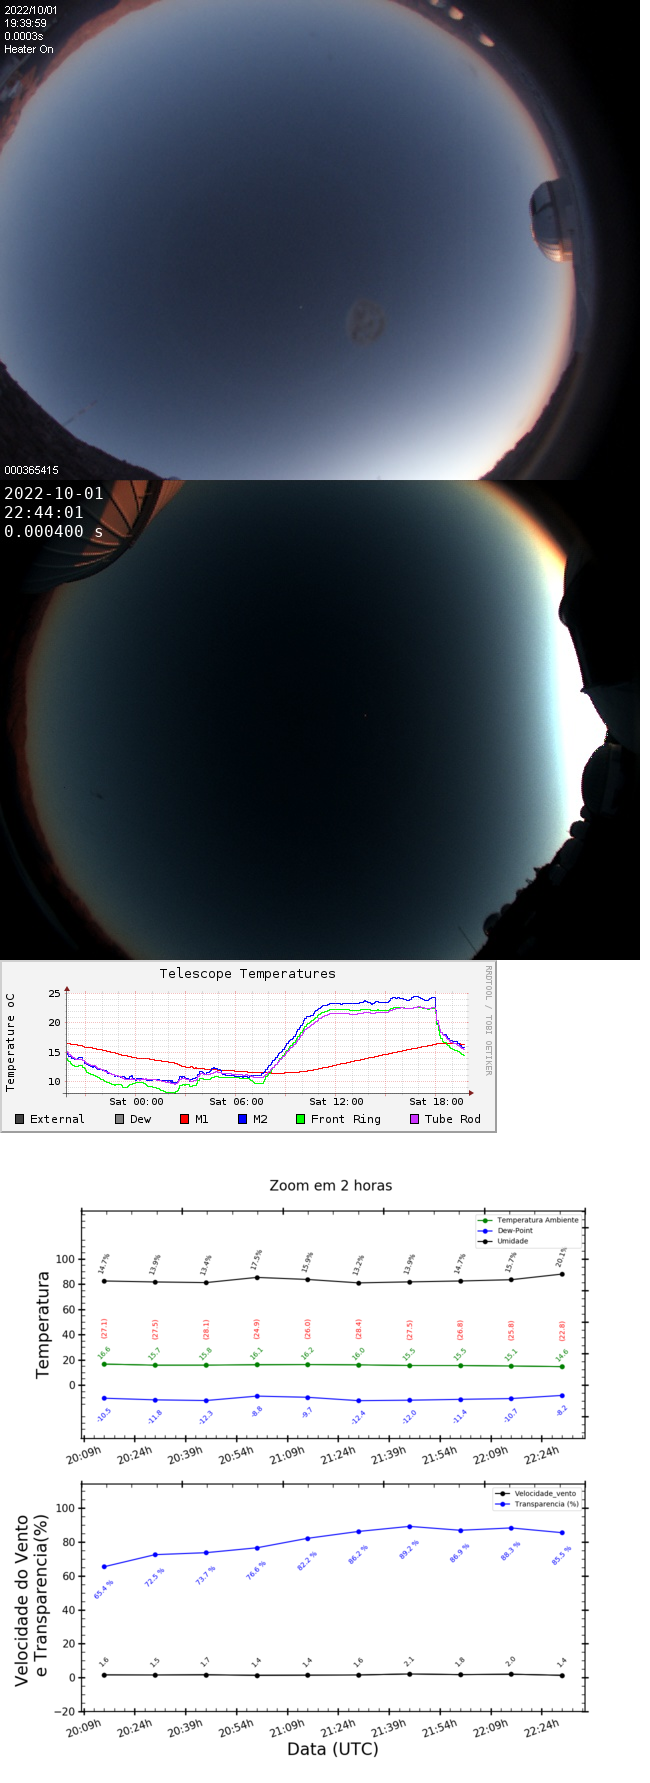 2022/10/01
19:39:59
0.0003s
Heater On
000365415
2022-10-01
22:44:01
0.000400 s
Telescope Temperatures
RRDTOOL / TOBI OETIKER
Temperature oC
25
20
15
10
Sat 00:00 Sat 06:00 Sat 12:00 Sat 18:00
External Dew M1 M2 Front Ring Tube Rod
Zoom em 2 horas
Temperatura Ambiente
Dew-Point
Umidade
Temperatura
100
80
60
40
20
0
14.7% 13.9% 13.4% 17.5% 15.9% 13.2% 13.9% 14.7% 15.7% 20.1%
(27.1) (27.5) (28.1) (24.9) (26.0) (28.4) (27.5) (26.8) (25.8) (22.8)
16.6 15.7 15.8 16.1 16.2 16.0 15.5 15.5 15.1 14.6
-10.5 -11.8 -12.3 -8.8 -9.7 -12.4 -12.0 -11.4 -10.7 -8.2
20:09h 20:24h 20:39h 20:54h 21:09h 21:24h 21:39h 21:54h 22:09h 22:24h
Velocidade_vento
Transparencia (%)
Velocidade do Vento
e Transparencia(%)
100
80
60
40
20
0
−20
65.4 % 72.5 % 73.7 % 76.6 % 82.2 % 86.2 % 89.2 % 86.9 % 88.3 % 85.5 %
1.6 1.5 1.7 1.4 1.4 1.6 2.1 1.8 2.0 1.4
20:09h 20:24h 20:39h 20:54h 21:09h 21:24h 21:39h 21:54h 22:09h 22:24h
Data (UTC)